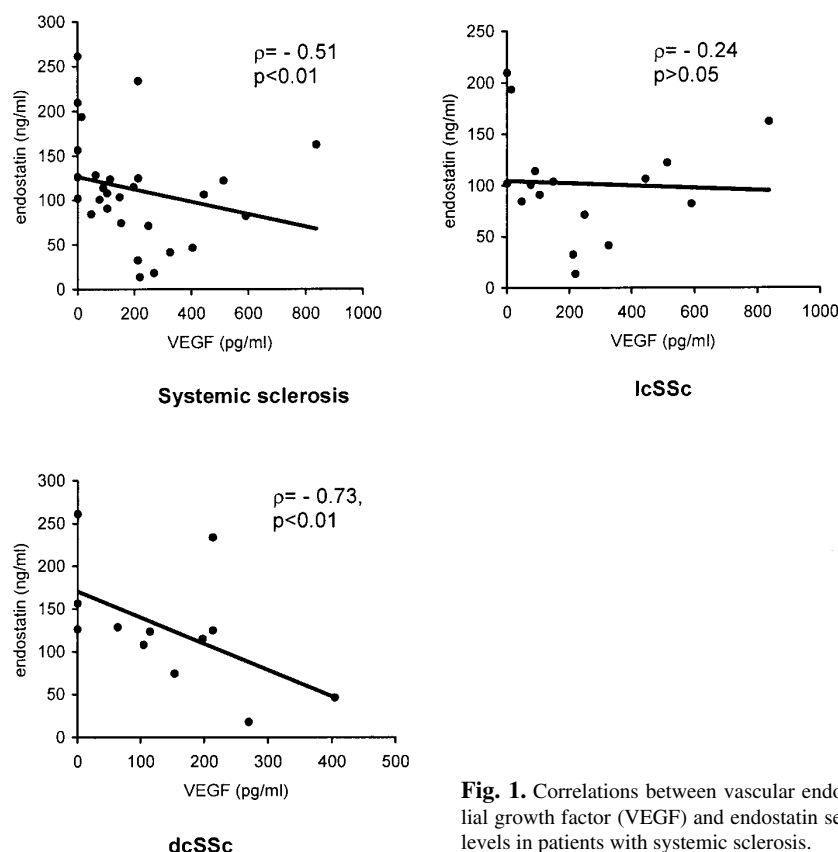 300
250
200
150
100
50
0
endostatin (ng/ml)
ρ= - 0.51
p<0.01
0 200 400 600 800 1000
VEGF (pg/ml)
Systemic sclerosis
250
200
150
100
50
0
endostatin (ng/ml)
ρ= - 0.24
p>0.05
0 200 400 600 800 1000
VEGF (pg/ml)
lcSSc
300
250
200
150
100
50
0
endostatin (ng/ml)
ρ= - 0.73,
p<0.01
0 100 200 300 400 500
VEGF (pg/ml)
dcSSc
Fig. 1. Correlations between vascular endo
lial growth factor (VEGF) and endostatin se
levels in patients with systemic sclerosis.